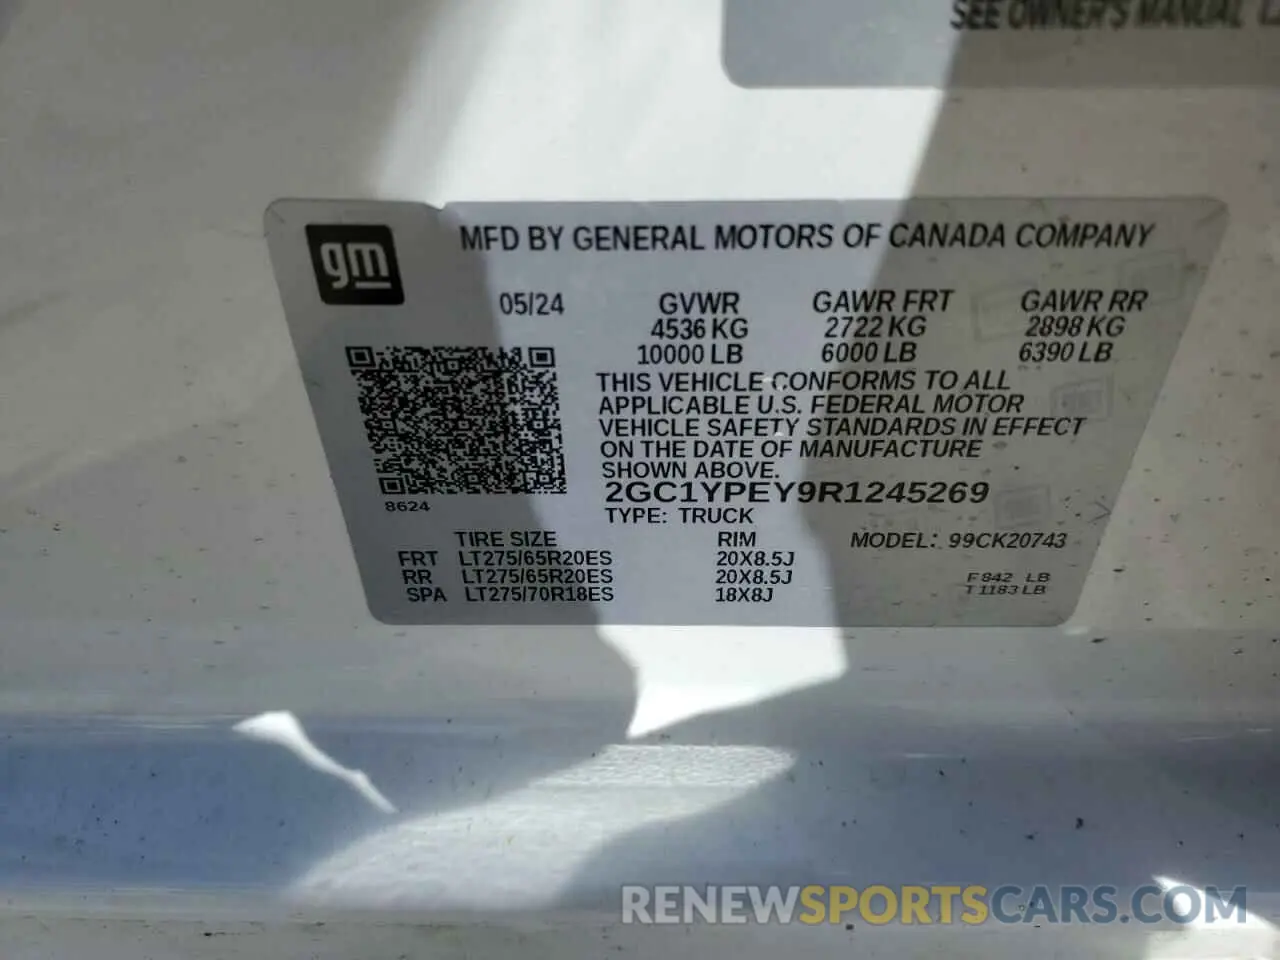 SEE OWNER'S MANUAL
gm
MFD BY GENERAL MOTORS OF CANADA COMPANY
05/24 GVWR GAWR FRT GAWR RR
4536 KG 2722 KG 2898 KG
10000 LB 6000 LB 6390 LB
THIS VEHICLE CONFORMS TO ALL
APPLICABLE U.S. FEDERAL MOTOR
VEHICLE SAFETY STANDARDS IN EFFECT
ON THE DATE OF MANUFACTURE
SHOWN ABOVE.
2GC1YPEY9R1245269
8624
TYPE: TRUCK
TIRE SIZE RIM MODEL: 99CK20743
FRT LT275/65R20ES 20X8.5J
RR LT275/65R20ES 20X8.5J F 842 LB
SPA LT275/70R18ES 18X8J T 1183 LB
RENEWSPORTSCARS.COM